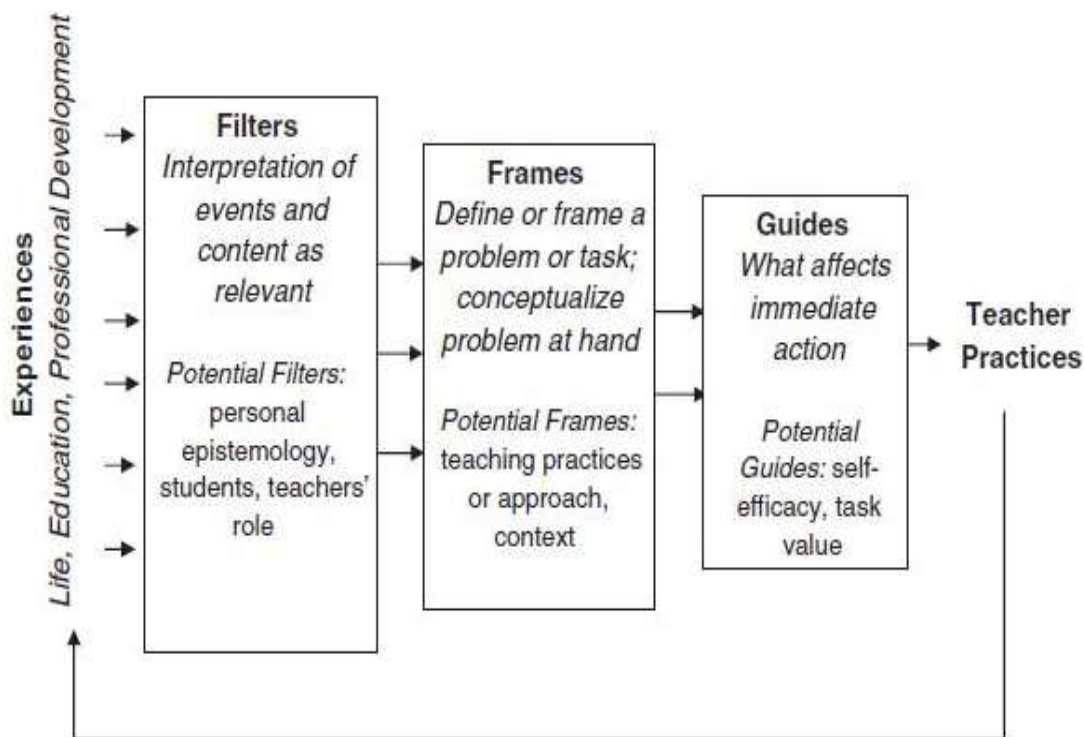 Experiences
Life, Education, Professional Development
Filters
Interpretation of
events and
content as
relevant
Potential Filters:
personal
epistemology,
students, teachers’
role
Frames
Define or frame a
problem or task;
conceptualize
problem at hand
Potential Frames:
teaching practices
or approach,
context
Guides
What affects
immediate
action
Potential
Guides: self-
efficacy, task
value
Teacher
Practices